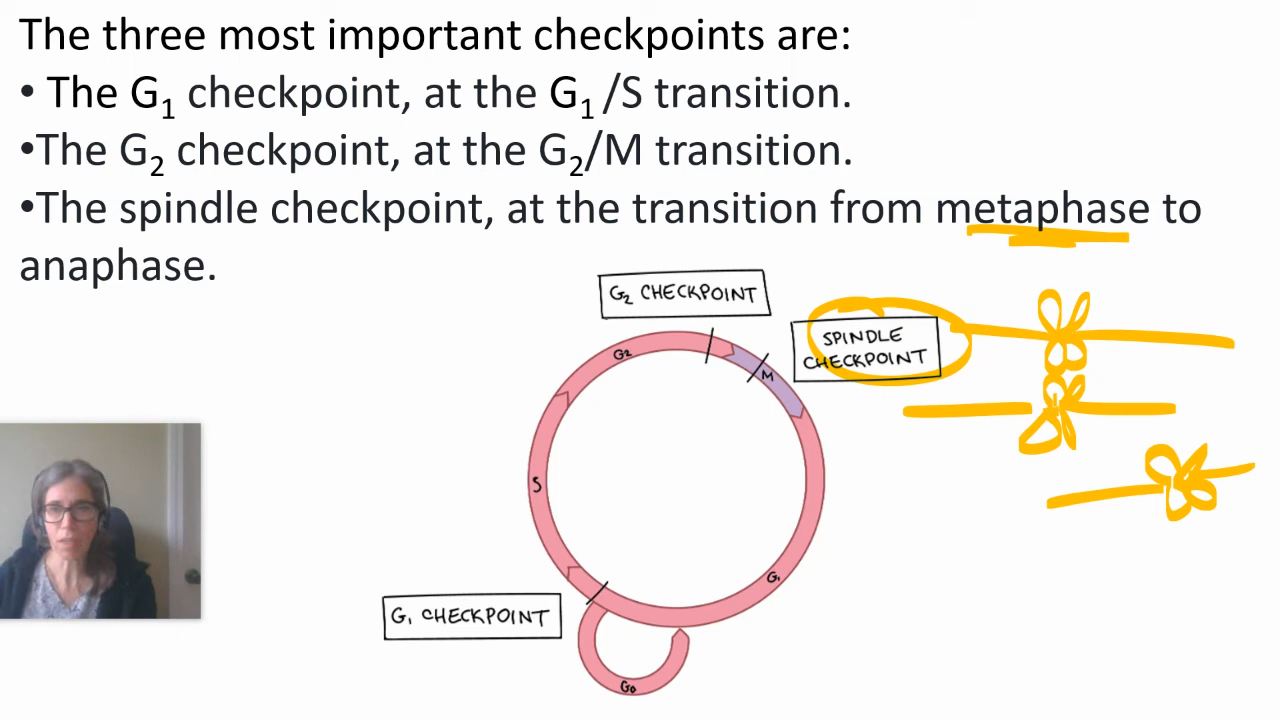 The three most important checkpoints are:
• The G₁ checkpoint, at the G₁ /S transition.
•The G₂ checkpoint, at the G₂/M transition.
•The spindle checkpoint, at the transition from metaphase to
anaphase.
G₂ CHECKPOINT
SPINDLE
CHECKPOINT
G₂
M
S
G₁
G₁ CHECKPOINT
G₀